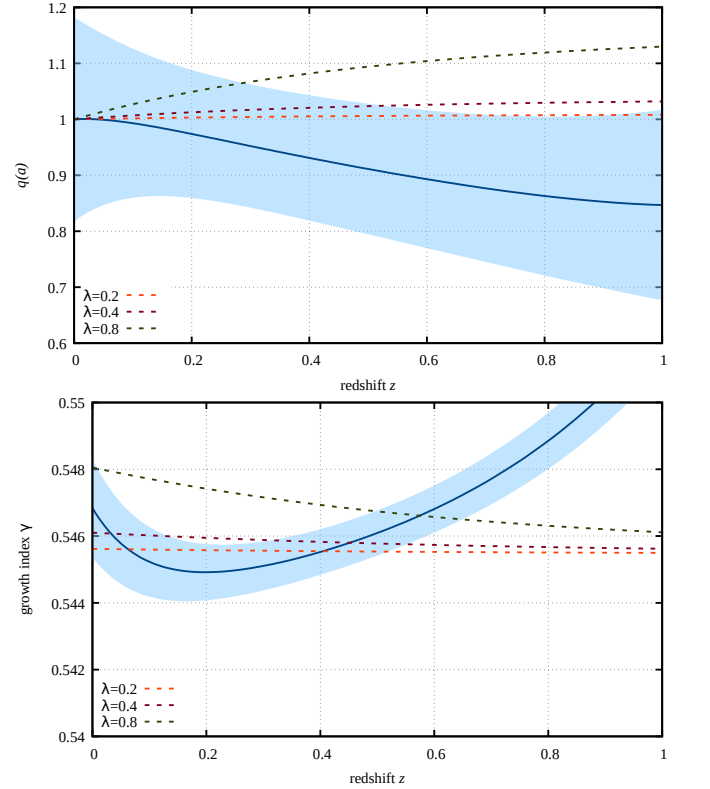 1.2
1.1
1
0.9
0.8
0.7
0.6
q(a)
λ=0.2
λ=0.4
λ=0.8
0 0.2 0.4 0.6 0.8 1
redshift z
0.55
0.548
0.546
0.544
0.542
0.54
growth index γ
λ=0.2
λ=0.4
λ=0.8
0 0.2 0.4 0.6 0.8 1
redshift z